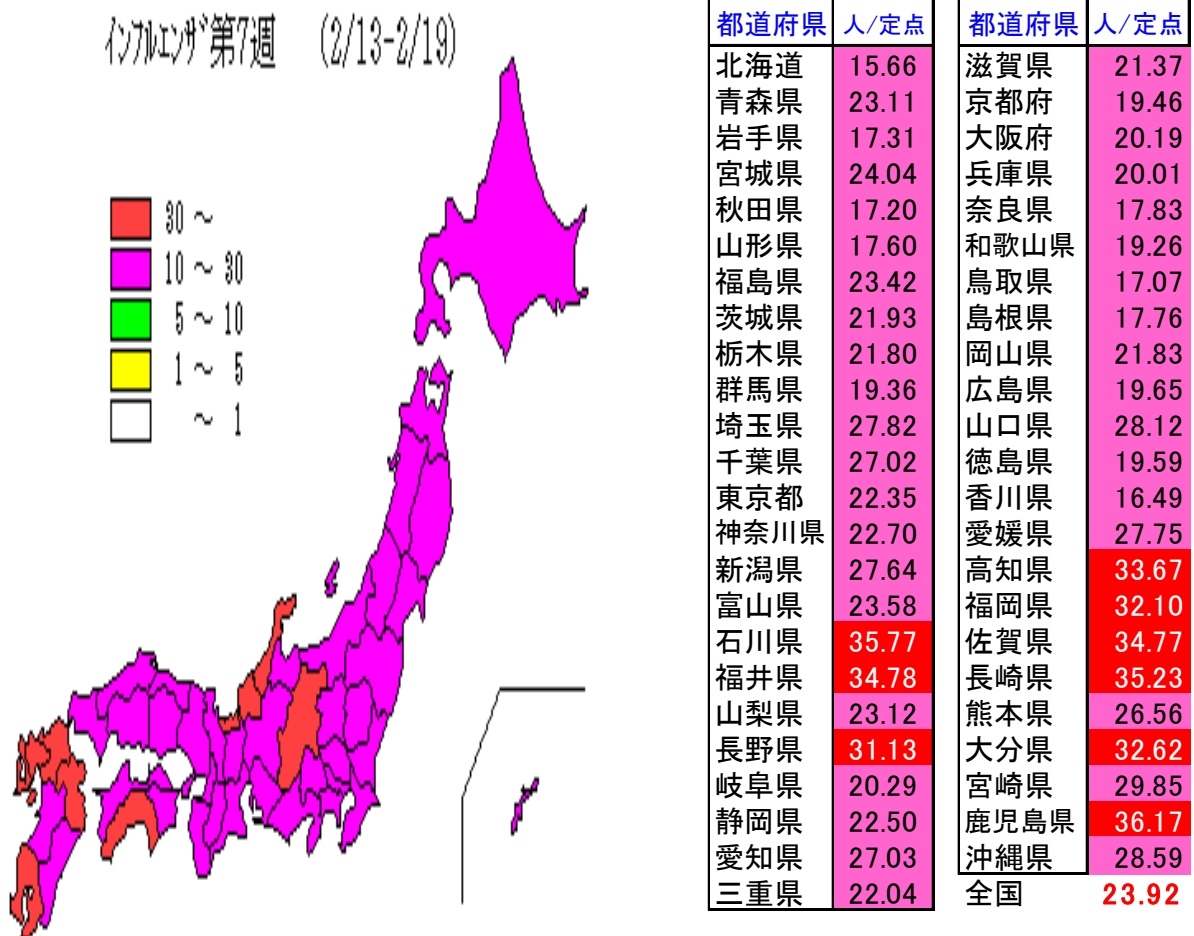 インフルエンザ第7週 (2/13-2/19)
30 ~
10 ~ 30
5 ~ 10
1 ~ 5
~ 1
都道府県 人/定点
北海道 15.66
青森県 23.11
岩手県 17.31
宮城県 24.04
秋田県 17.20
山形県 17.60
福島県 23.42
茨城県 21.93
栃木県 21.80
群馬県 19.36
埼玉県 27.82
千葉県 27.02
東京都 22.35
神奈川県 22.70
新潟県 27.64
富山県 23.58
石川県 35.77
福井県 34.78
山梨県 23.12
長野県 31.13
岐阜県 20.29
静岡県 22.50
愛知県 27.03
三重県 22.04
都道府県 人/定点
滋賀県 21.37
京都府 19.46
大阪府 20.19
兵庫県 20.01
奈良県 17.83
和歌山県 19.26
鳥取県 17.07
島根県 17.76
岡山県 21.83
広島県 19.65
山口県 28.12
徳島県 19.59
香川県 16.49
愛媛県 27.75
高知県 33.67
福岡県 32.10
佐賀県 34.77
長崎県 35.23
熊本県 26.56
大分県 32.62
宮崎県 29.85
鹿児島県 36.17
沖縄県 28.59
全国 23.92